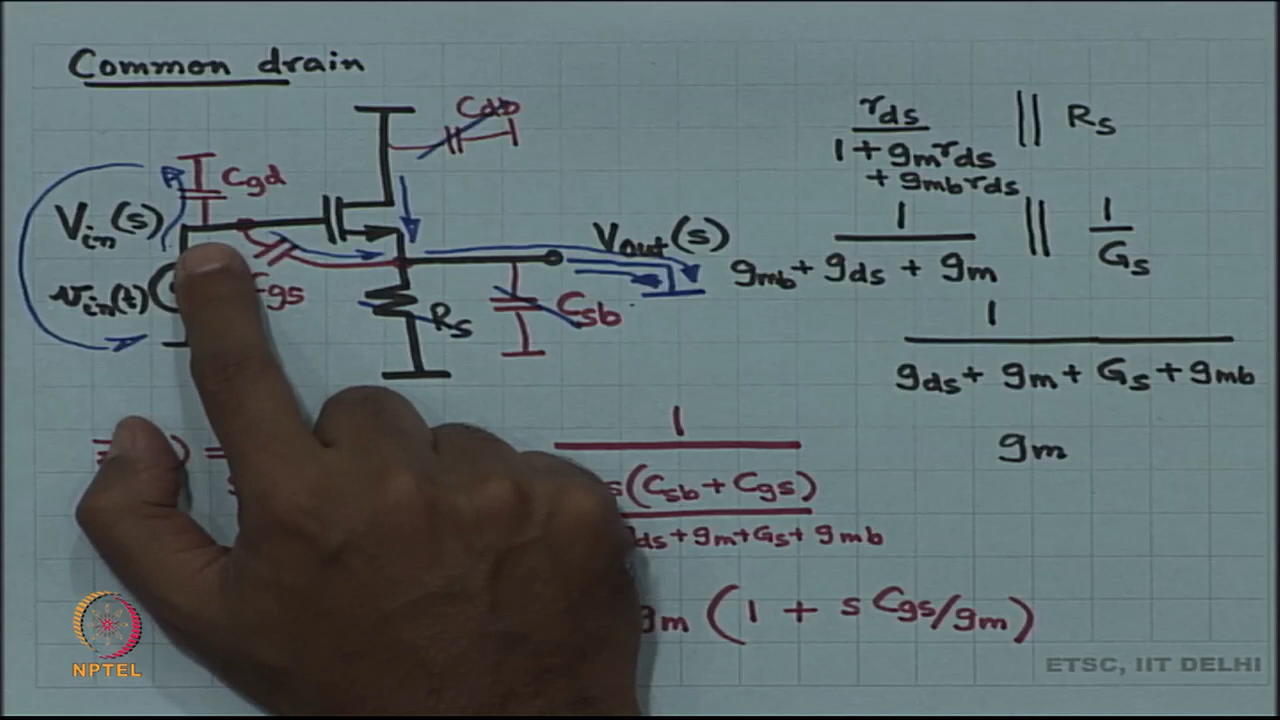 Common drain
Cdb
Cgd
Vin(s)
Vout(s)
vin(t)
gs
Rs
Csb
rds
1 + gmrds
+ gmbrds
|| Rs
1
gmb + gds + gm
|| 1
Gs
1
gds + gm + Gs + gmb
gm
) =
1
s(Csb + Cgs)
ds + gm + Gs + gmb
gm (1 + s Cgs/gm)
NPTEL
ETSC, IIT DELHI